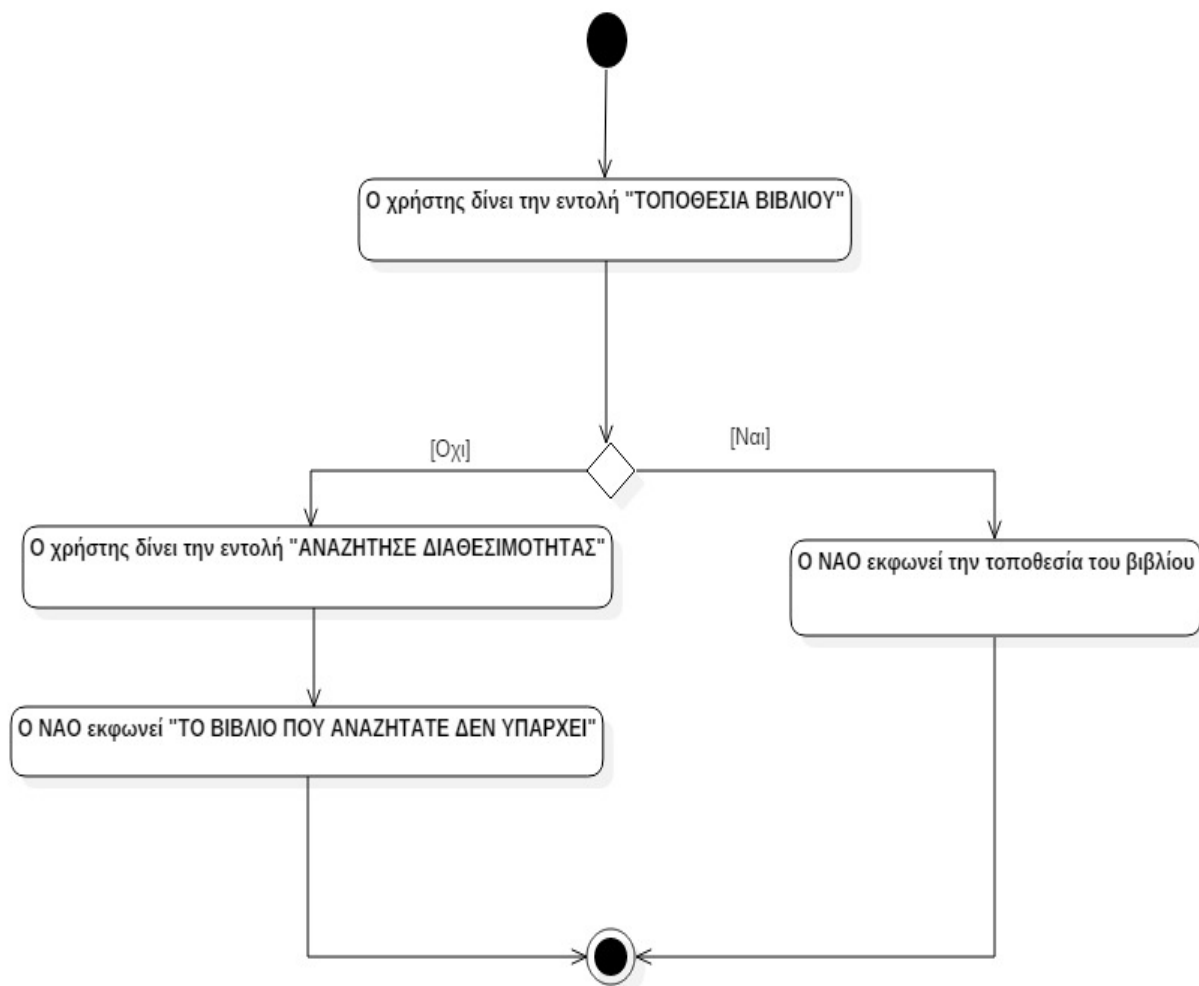 Ο χρήστης δίνει την εντολή "ΤΟΠΟΘΕΣΙΑ ΒΙΒΛΙΟΥ"
[Οχι]
[Ναι]
Ο χρήστης δίνει την εντολή "ΑΝΑΖΗΤΗΣΕ ΔΙΑΘΕΣΙΜΟΤΗΤΑΣ"
Ο ΝΑΟ εκφωνεί την τοποθεσία του βιβλίου
Ο ΝΑΟ εκφωνεί "ΤΟ ΒΙΒΛΙΟ ΠΟΥ ΑΝΑΖΗΤΑΤΕ ΔΕΝ ΥΠΑΡΧΕΙ"